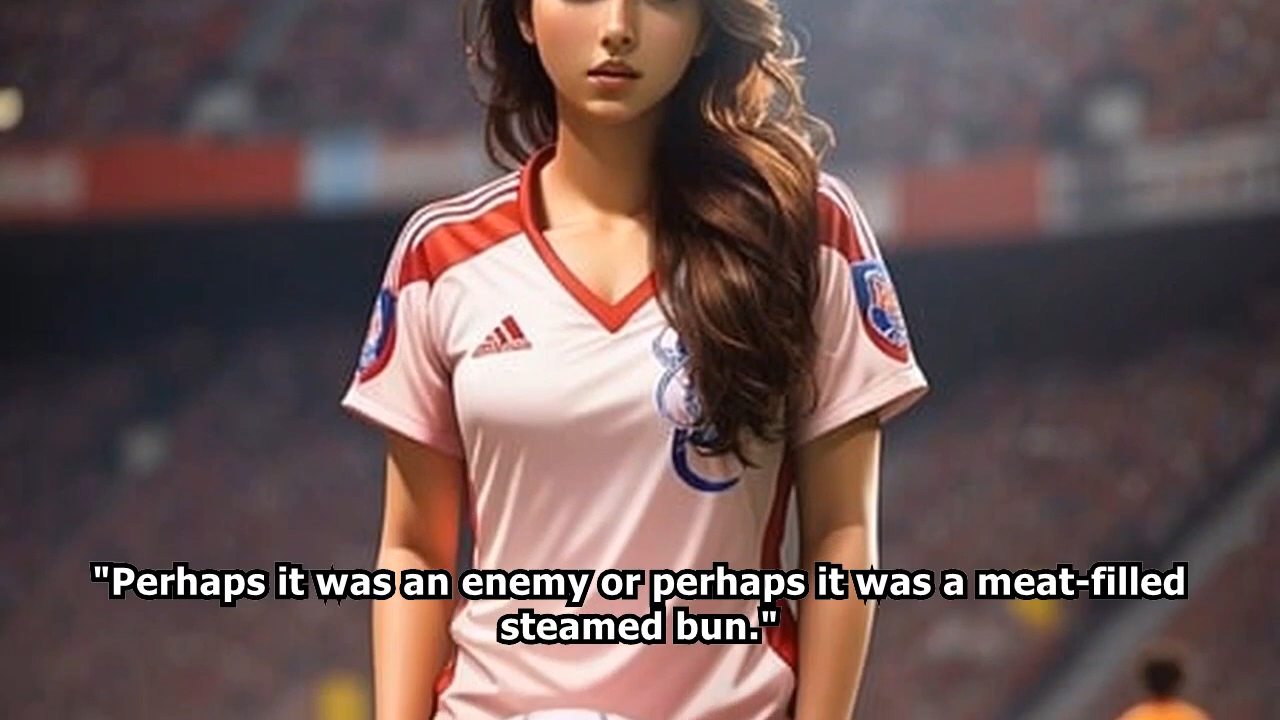 "Perhaps it was an enemy or perhaps it was a meat-filled
steamed bun."